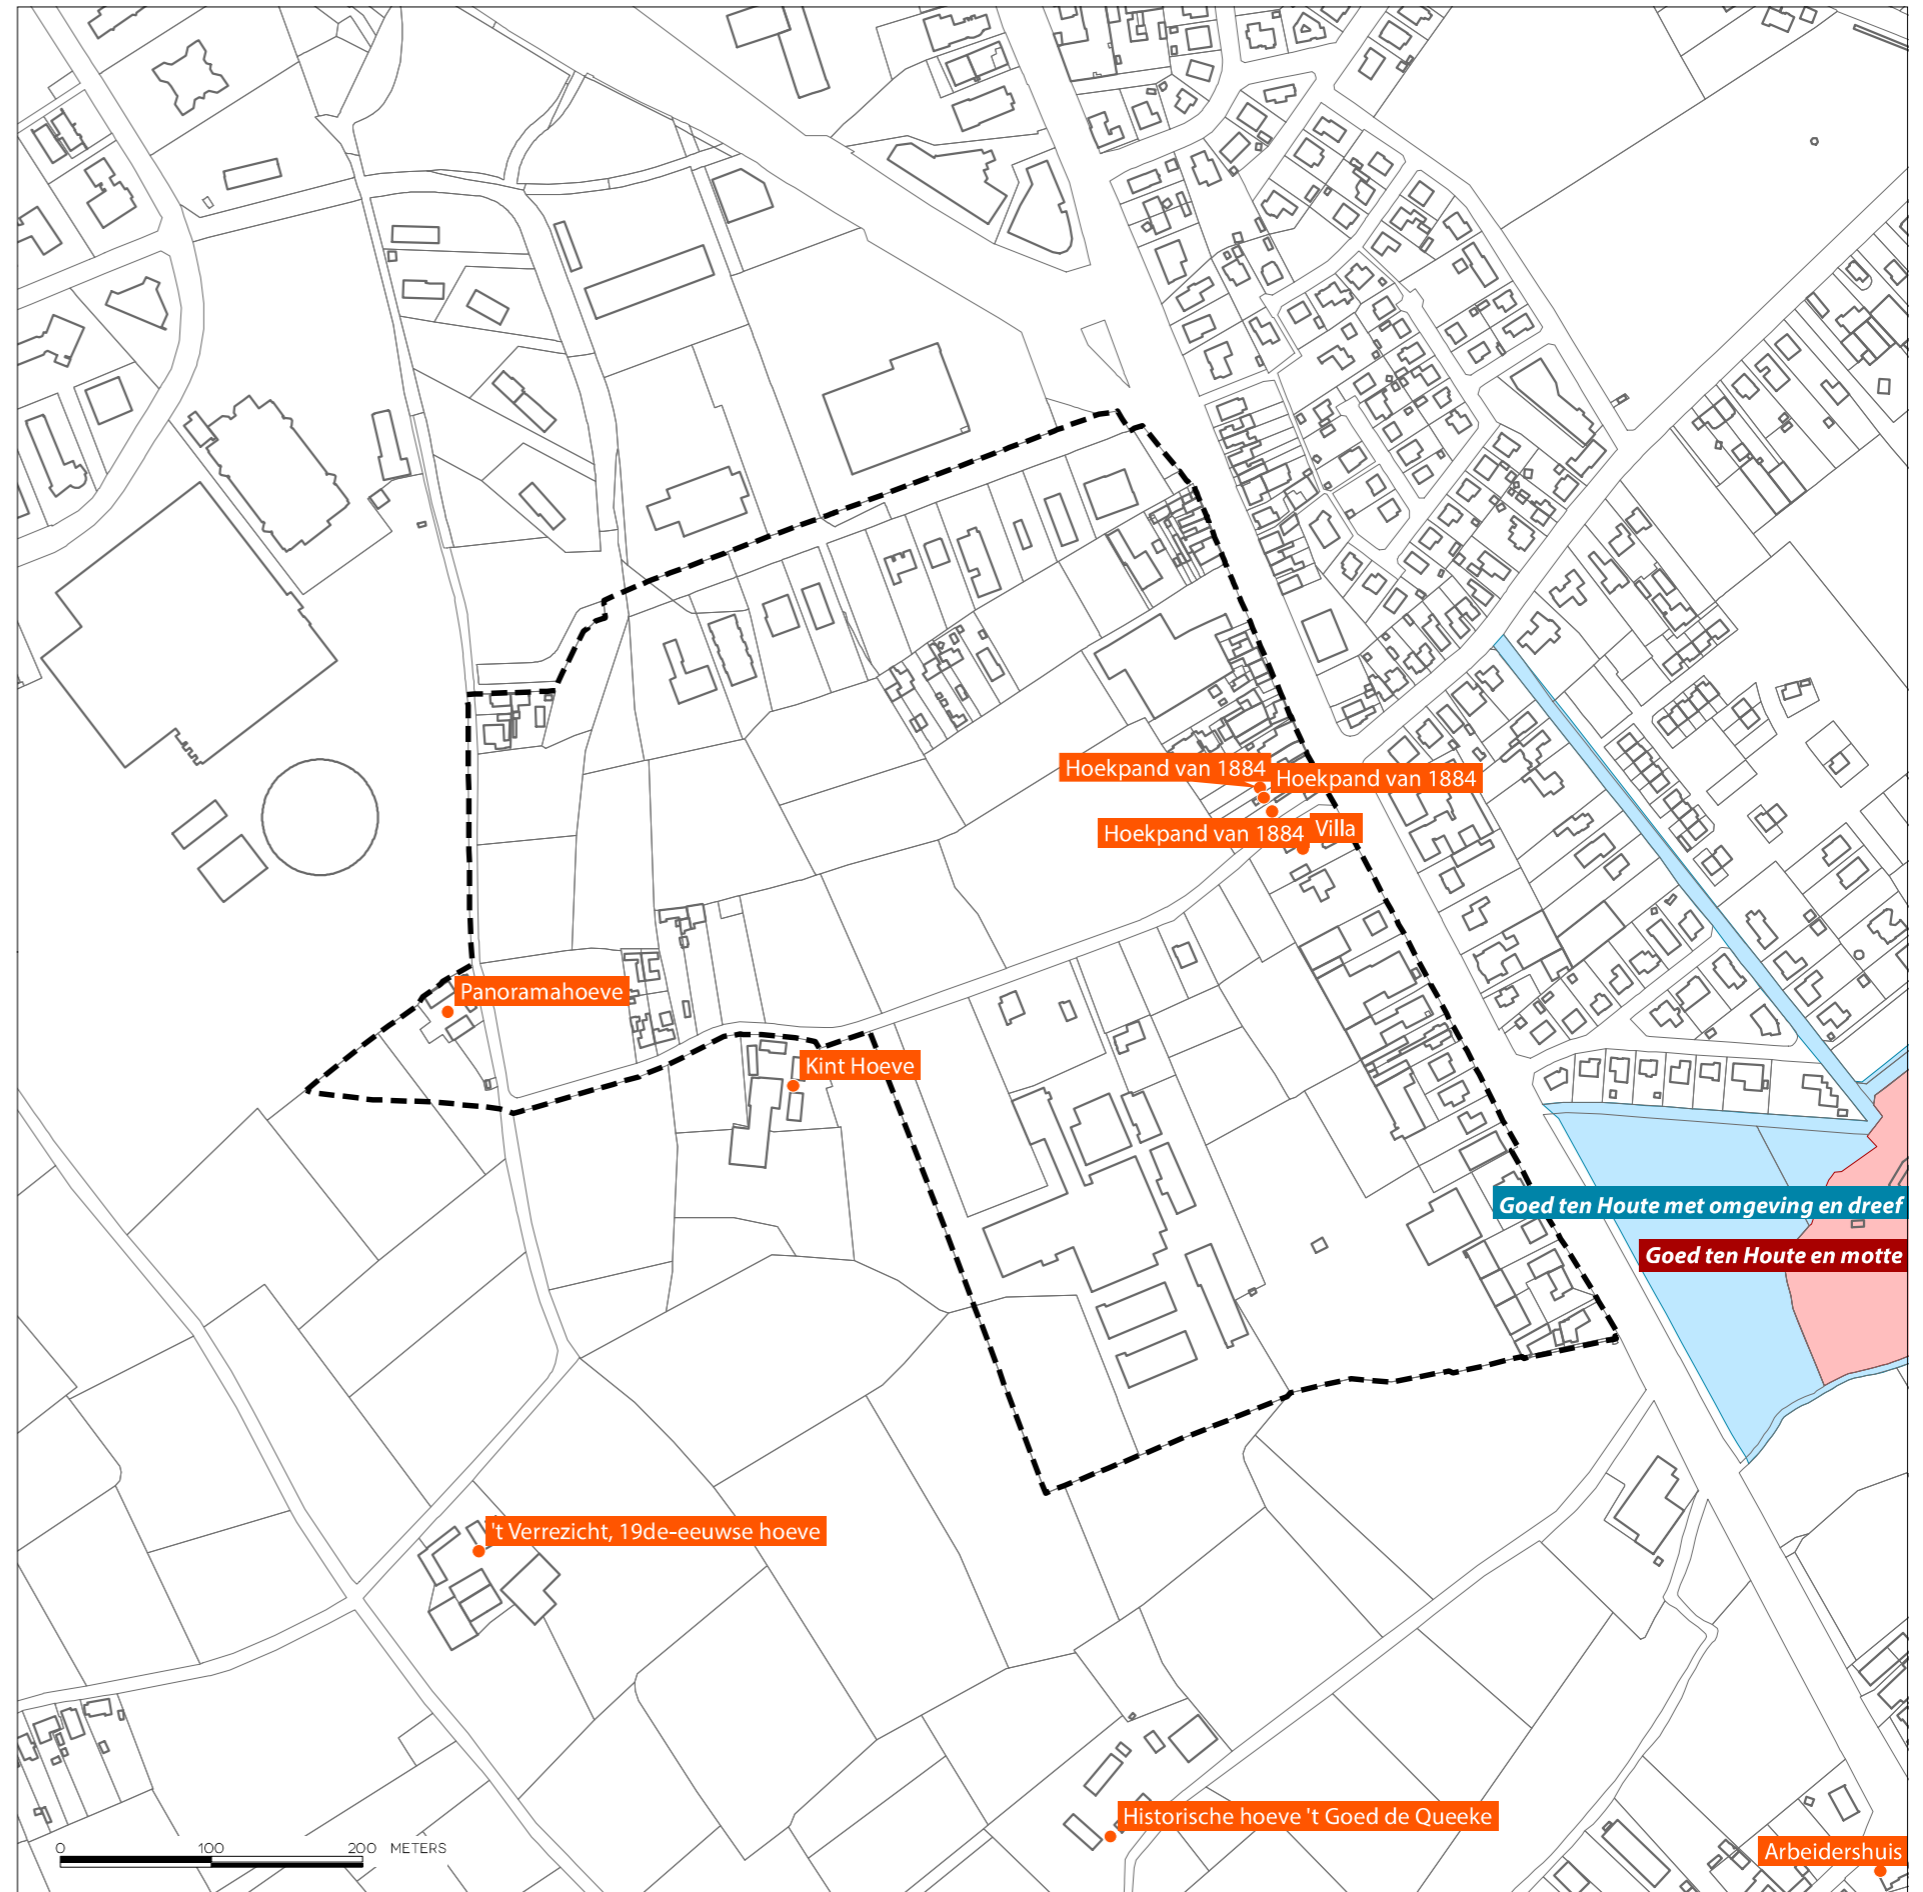 Hoekpand van 1884
Hoekpand van 1884
Hoekpand van 1884
Villa
Panoramahoeve
Kint Hoeve
Goed ten Houte met omgeving en dreef
Goed ten Houte en motte
't Verrezicht, 19de-eeuwse hoeve
Historische hoeve 't Goed de Queeke
Arbeidershuis
0 100 200 METERS